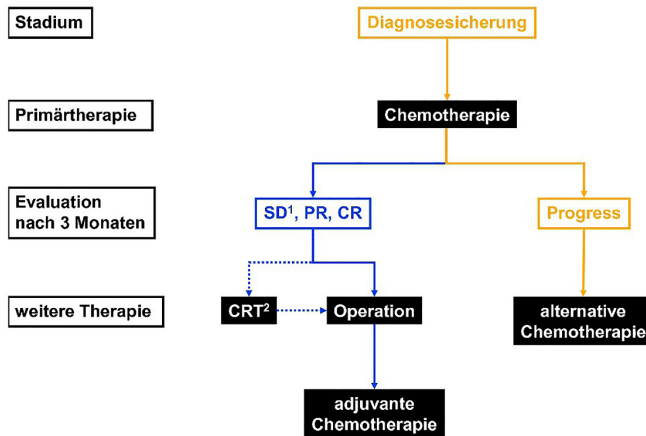 Stadium
Diagnosesicherung
Primärtherapie
Chemotherapie
Evaluation
nach 3 Monaten
SD¹, PR, CR
Progress
weitere Therapie
CRT²
Operation
alternative
Chemotherapie
adjuvante
Chemotherapie